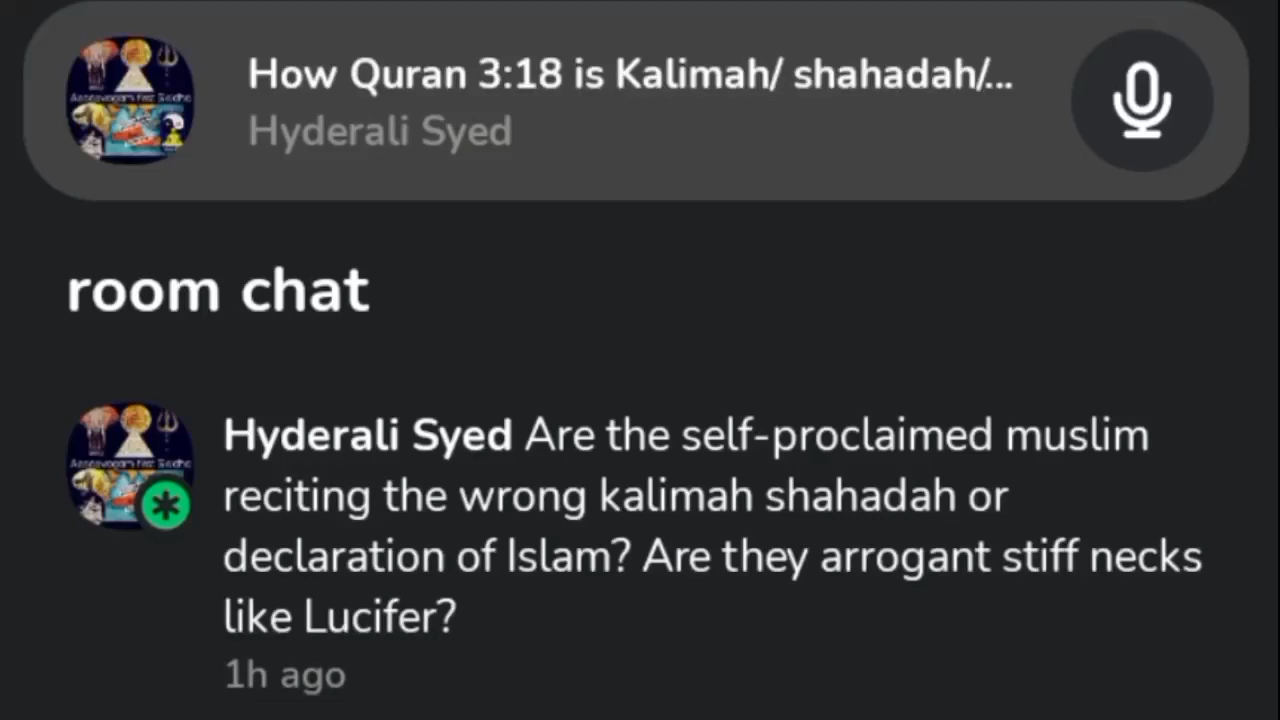 How Quran 3:18 is Kalimah/ shahadah/...
Hyderali Syed
room chat
Hyderali Syed Are the self-proclaimed muslim
reciting the wrong kalimah shahadah or
declaration of Islam? Are they arrogant stiff necks
like Lucifer?
1h ago